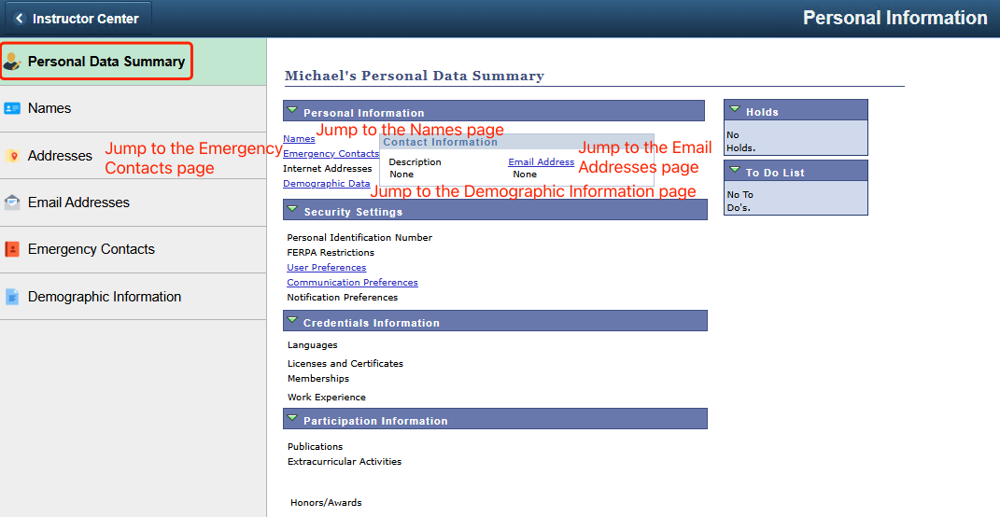 Instructor Center
Personal Information
Personal Data Summary
Names
Addresses
Email Addresses
Emergency Contacts
Demographic Information
Michael's Personal Data Summary
Personal Information
Names
Jump to the Names page
Emergency Contacts
Jump to the Emergency
Contacts page
Internet Addresses
Demographic Data
Jump to the Demographic Information page
Contact Information
Description
Email Address
None
None
Jump to the Email
Addresses page
Security Settings
Personal Identification Number
FERPA Restrictions
User Preferences
Communication Preferences
Notification Preferences
Credentials Information
Languages
Licenses and Certificates
Memberships
Work Experience
Participation Information
Publications
Extracurricular Activities
Honors/Awards
Holds
No
Holds.
To Do List
No To
Do's.